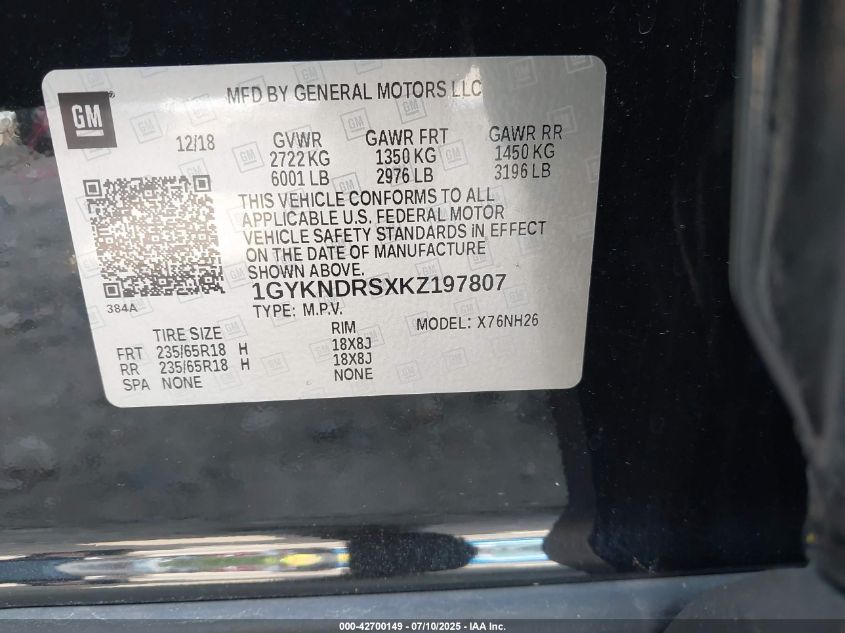 GM
MFD BY GENERAL MOTORS LLC
12/18
GVWR
2722 KG
6001 LB
GAWR FRT
1350 KG
2976 LB
GAWR RR
1450 KG
3196 LB
THIS VEHICLE CONFORMS TO ALL
APPLICABLE U.S. FEDERAL MOTOR
VEHICLE SAFETY STANDARDS IN EFFECT
ON THE DATE OF MANUFACTURE
SHOWN ABOVE.
1GYKNDRSXKZ197807
TYPE: M.P.V.
384A
MODEL: X76NH26
TIRE SIZE RIM
FRT 235/65R18 H 18X8J
RR 235/65R18 H 18X8J
SPA NONE NONE
000-42700149 - 07/10/2025 - IAA Inc.